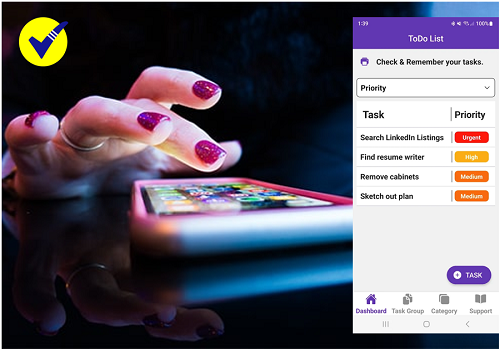 1:39
100%
ToDo List
Check & Remember your tasks.
Priority
Task Priority
Search LinkedIn Listings Urgent
Find resume writer High
Remove cabinets Medium
Sketch out plan Medium
TASK
Dashboard Task Group Category Support